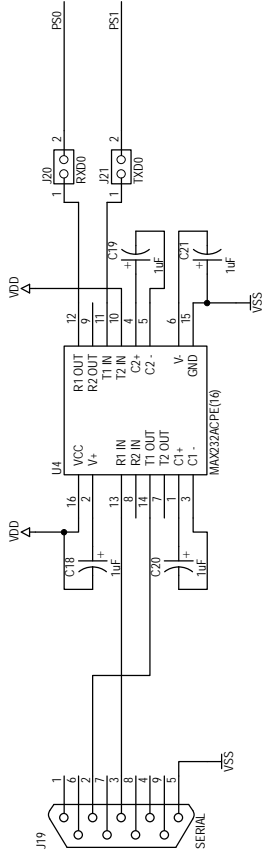 PS0
PS1
J20
1
2
RXD0
J21
1
2
TXD0
VDD
C19
+
1uF
C21
+
1uF
VSS
12
9
11
10
4
5
6
15
R1 OUT
R2 OUT
T1 IN
T2 IN
C2+
C2 -
V-
GND
U4
MAX232ACPE(16)
VCC
V+
R1 IN
R2 IN
T1 OUT
T2 OUT
C1+
C1 -
16
2
13
8
14
7
1
3
VDD
C18
+
1uF
C20
+
1uF
J19
1
6
2
7
3
8
4
9
5
SERIAL
VSS